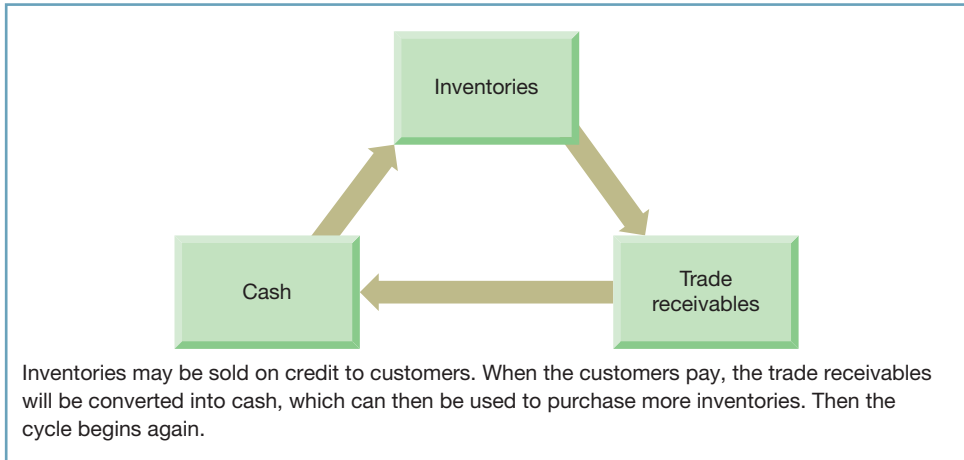 Inventories
Cash
Trade
receivables
Inventories may be sold on credit to customers. When the customers pay, the trade receivables
will be converted into cash, which can then be used to purchase more inventories. Then the
cycle begins again.